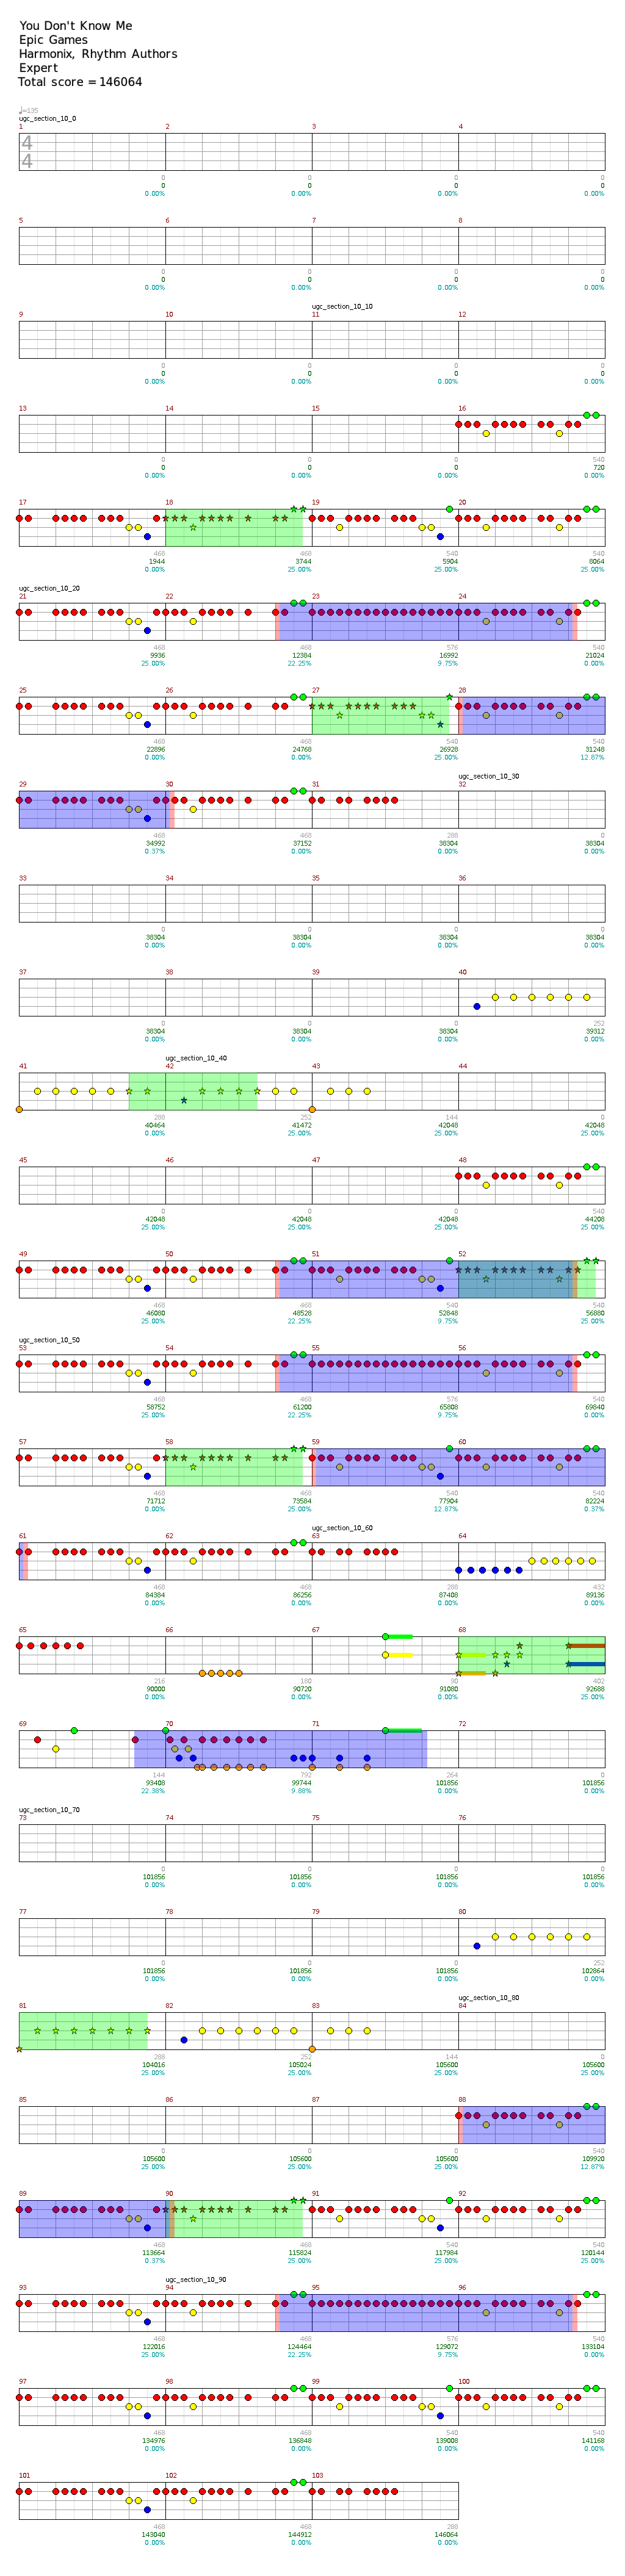 You Don't Know Me
Epic Games
Harmonix, Rhythm Authors
Expert
Total score = 146064
♩=135
ugc_section_10_0
1 2 3 4
4
4
0 0 0 0
0 0 0 0
0.00% 0.00% 0.00% 0.00%
5 6 7 8
0 0 0 0
0 0 0 0
0.00% 0.00% 0.00% 0.00%
ugc_section_10_10
9 10 11 12
0 0 0 0
0 0 0 0
0.00% 0.00% 0.00% 0.00%
13 14 15 16
0 0 0 540
0 0 0 720
0.00% 0.00% 0.00% 0.00%
17 18 19 20
468 468 540 540
1944 3744 5904 8064
0.00% 25.00% 25.00% 25.00%
ugc_section_10_20
21 22 23 24
468 468 576 540
9936 12384 16992 21024
25.00% 22.25% 9.75% 0.00%
25 26 27 28
468 468 540 540
22896 24768 26928 31248
0.00% 0.00% 25.00% 12.87%
ugc_section_10_30
29 30 31 32
468 468 288 0
34992 37152 38304 38304
0.37% 0.00% 0.00% 0.00%
33 34 35 36
0 0 0 0
38304 38304 38304 38304
0.00% 0.00% 0.00% 0.00%
37 38 39 40
0 0 0 252
38304 38304 38304 39312
0.00% 0.00% 0.00% 0.00%
ugc_section_10_40
41 42 43 44
288 252 144 0
40464 41472 42048 42048
0.00% 25.00% 25.00% 25.00%
45 46 47 48
0 0 0 540
42048 42048 42048 44208
25.00% 25.00% 25.00% 25.00%
49 50 51 52
468 468 540 540
46080 48528 52848 56880
25.00% 22.25% 9.75% 25.00%
ugc_section_10_50
53 54 55 56
468 468 576 540
58752 61200 65808 69840
25.00% 22.25% 9.75% 0.00%
57 58 59 60
468 468 540 540
71712 73584 77904 82224
0.00% 25.00% 12.87% 0.37%
ugc_section_10_60
61 62 63 64
468 468 288 432
84384 86256 87408 89136
0.00% 0.00% 0.00% 0.00%
65 66 67 68
216 180 90 402
90000 90720 91080 92688
0.00% 0.00% 0.00% 25.00%
69 70 71 72
144 792 264 0
93408 99744 101856 101856
22.38% 9.88% 0.00% 0.00%
ugc_section_10_70
73 74 75 76
0 0 0 0
101856 101856 101856 101856
0.00% 0.00% 0.00% 0.00%
77 78 79 80
0 0 0 252
101856 101856 101856 102864
0.00% 0.00% 0.00% 0.00%
ugc_section_10_80
81 82 83 84
288 252 144 0
104016 105024 105600 105600
25.00% 25.00% 25.00% 25.00%
85 86 87 88
0 0 0 540
105600 105600 105600 109920
25.00% 25.00% 25.00% 12.87%
89 90 91 92
468 468 540 540
113664 115824 117984 120144
0.37% 25.00% 25.00% 25.00%
ugc_section_10_90
93 94 95 96
468 468 576 540
122016 124464 129072 133104
25.00% 22.25% 9.75% 0.00%
97 98 99 100
468 468 540 540
134976 136848 139008 141168
0.00% 0.00% 0.00% 0.00%
101 102 103
468 468 288
143040 144912 146064
0.00% 0.00% 0.00%